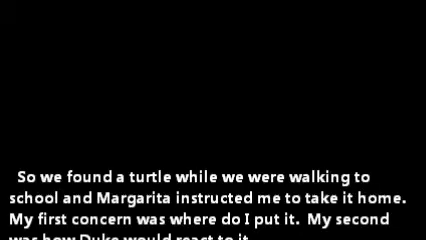 So we found a turtle while we were walking to
school and Margarita instructed me to take it home.
My first concern was where do I put it.  My second
was how Duke would react to it